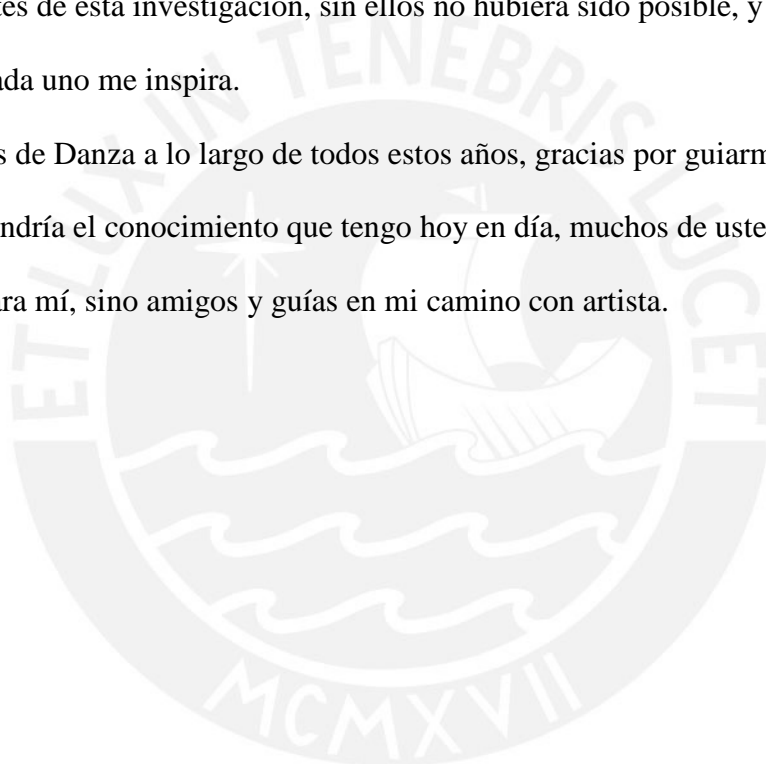 tes de esta investigación, sin ellos no hubiera sido posible, y
ada uno me inspira.
s de Danza a lo largo de todos estos años, gracias por guiarm
ndría el conocimiento que tengo hoy en día, muchos de uste
ara mí, sino amigos y guías en mi camino con artista.
ET LUX IN TENEBRIS LUCET
MCMXVII